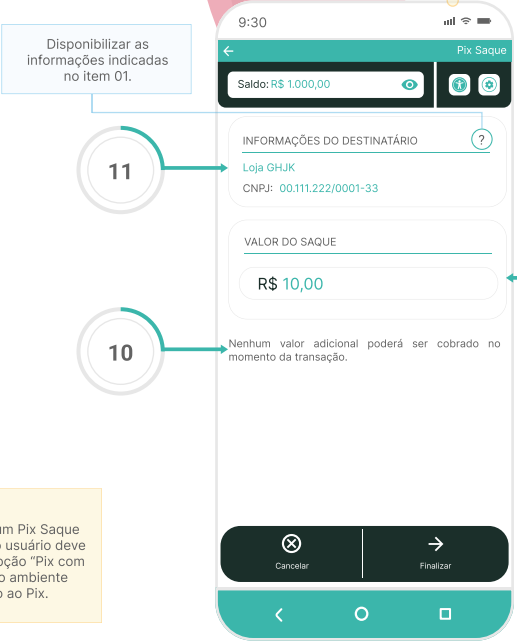 Disponibilizar as
informações indicadas
no item 01.
9:30
Pix Saque
Saldo: R$ 1.000,00
INFORMAÇÕES DO DESTINATÁRIO
?
Loja GHJK
CNPJ: 00.111.222/0001-33
11
VALOR DO SAQUE
R$ 10,00
10
Nenhum valor adicional poderá ser cobrado no
momento da transação.
um Pix Saque
o usuário deve
pção “Pix com
o ambiente
o ao Pix.
Cancelar
Finalizar